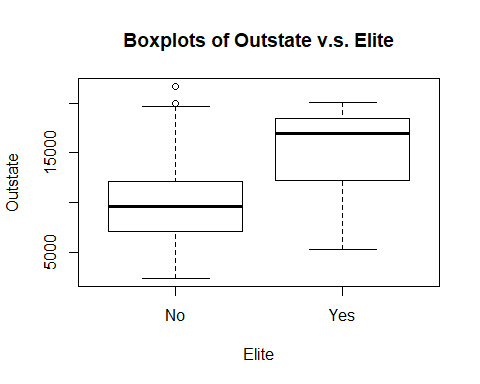 Boxplots of Outstate v.s. Elite
Outstate
15000
5000
No
Yes
Elite